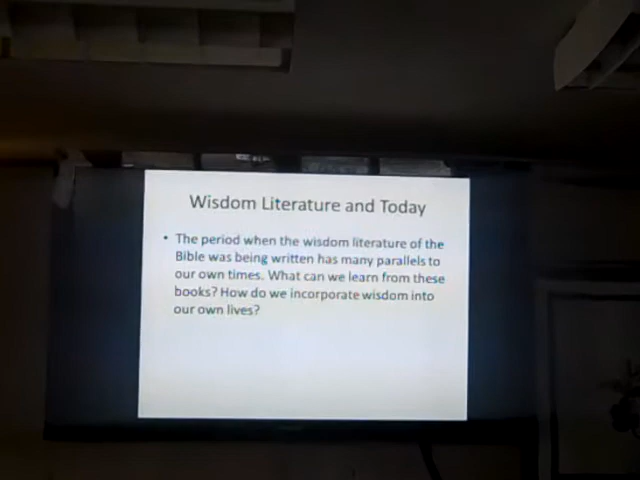 Wisdom Literature and Today
• The period when the wisdom literature of the
Bible was being written has many parallels to
our own times. What can we learn from these
books? How do we incorporate wisdom into
our own lives?